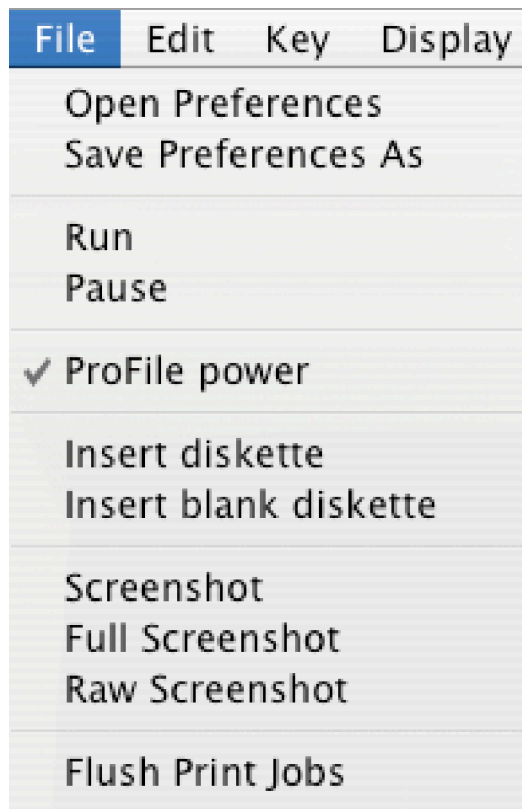 File Edit Key Display
Open Preferences
Save Preferences As
Run
Pause
✓ ProFile power
Insert diskette
Insert blank diskette
Screenshot
Full Screenshot
Raw Screenshot
Flush Print Jobs